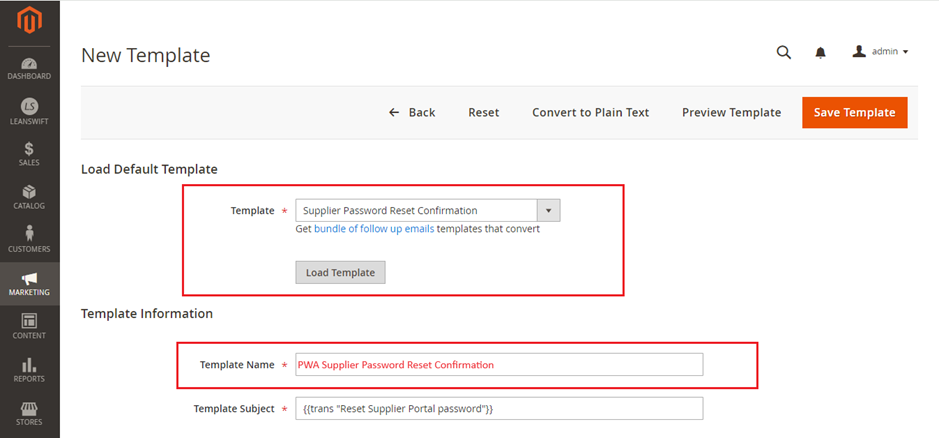 New Template
admin
Back
Reset
Convert to Plain Text
Preview Template
Save Template
DASHBOARD
LS
LEANSWIFT
$
SALES
CATALOG
CUSTOMERS
MARKETING
CONTENT
REPORTS
STORES
Load Default Template
Template *
Supplier Password Reset Confirmation
Get bundle of follow up emails templates that convert
Load Template
Template Information
Template Name *
PWA Supplier Password Reset Confirmation
Template Subject *
{{trans "Reset Supplier Portal password"}}